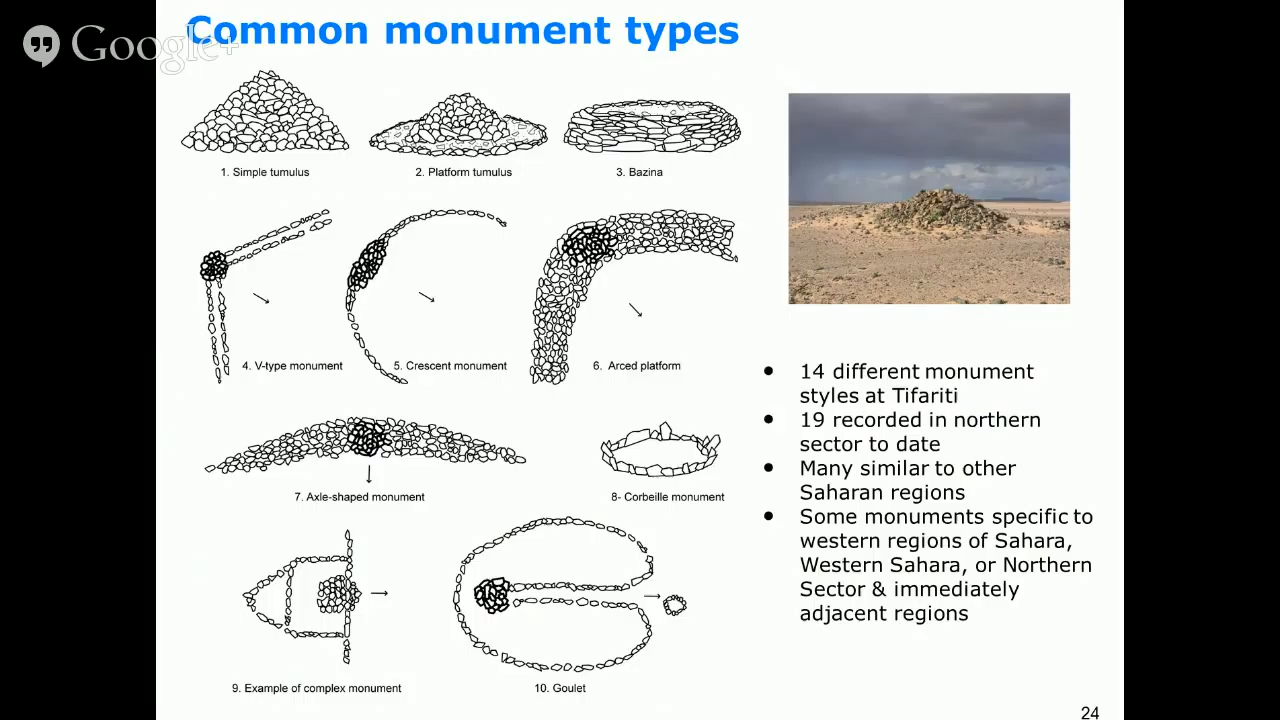 Google+
Common monument types
1. Simple tumulus
2. Platform tumulus
3. Bazina
4. V-type monument
5. Crescent monument
6. Arced platform
7. Axle-shaped monument
8- Corbeille monument
9. Example of complex monument
10. Goulet
• 14 different monument
styles at Tifariti
• 19 recorded in northern
sector to date
• Many similar to other
Saharan regions
• Some monuments specific to
western regions of Sahara,
Western Sahara, or Northern
Sector & immediately
adjacent regions
24